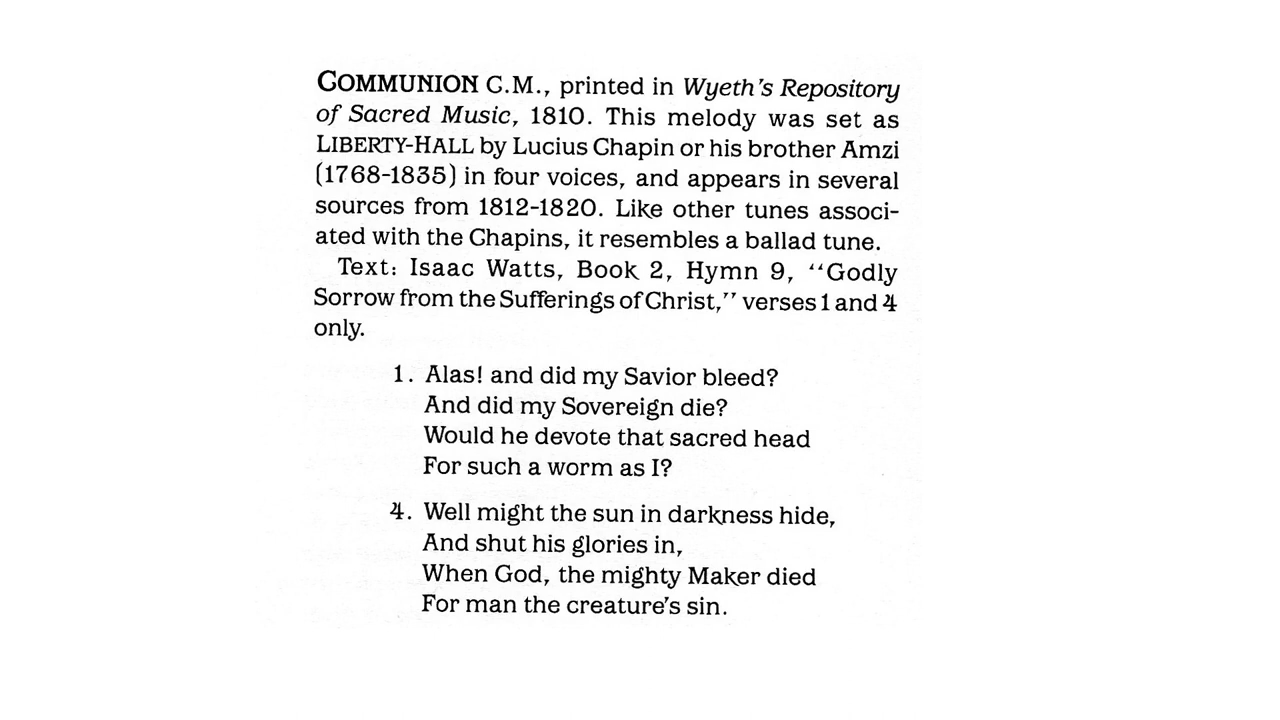 COMMUNION C.M., printed in Wyeth's Repository
of Sacred Music, 1810. This melody was set as
LIBERTY-HALL by Lucius Chapin or his brother Amzi
(1768-1835) in four voices, and appears in several
sources from 1812-1820. Like other tunes associ-
ated with the Chapins, it resembles a ballad tune.
Text: Isaac Watts, Book 2, Hymn 9, "Godly
Sorrow from the Sufferings of Christ," verses 1 and 4
only.
1. Alas! and did my Savior bleed?
And did my Sovereign die?
Would he devote that sacred head
For such a worm as I?
4. Well might the sun in darkness hide,
And shut his glories in,
When God, the mighty Maker died
For man the creature's sin.